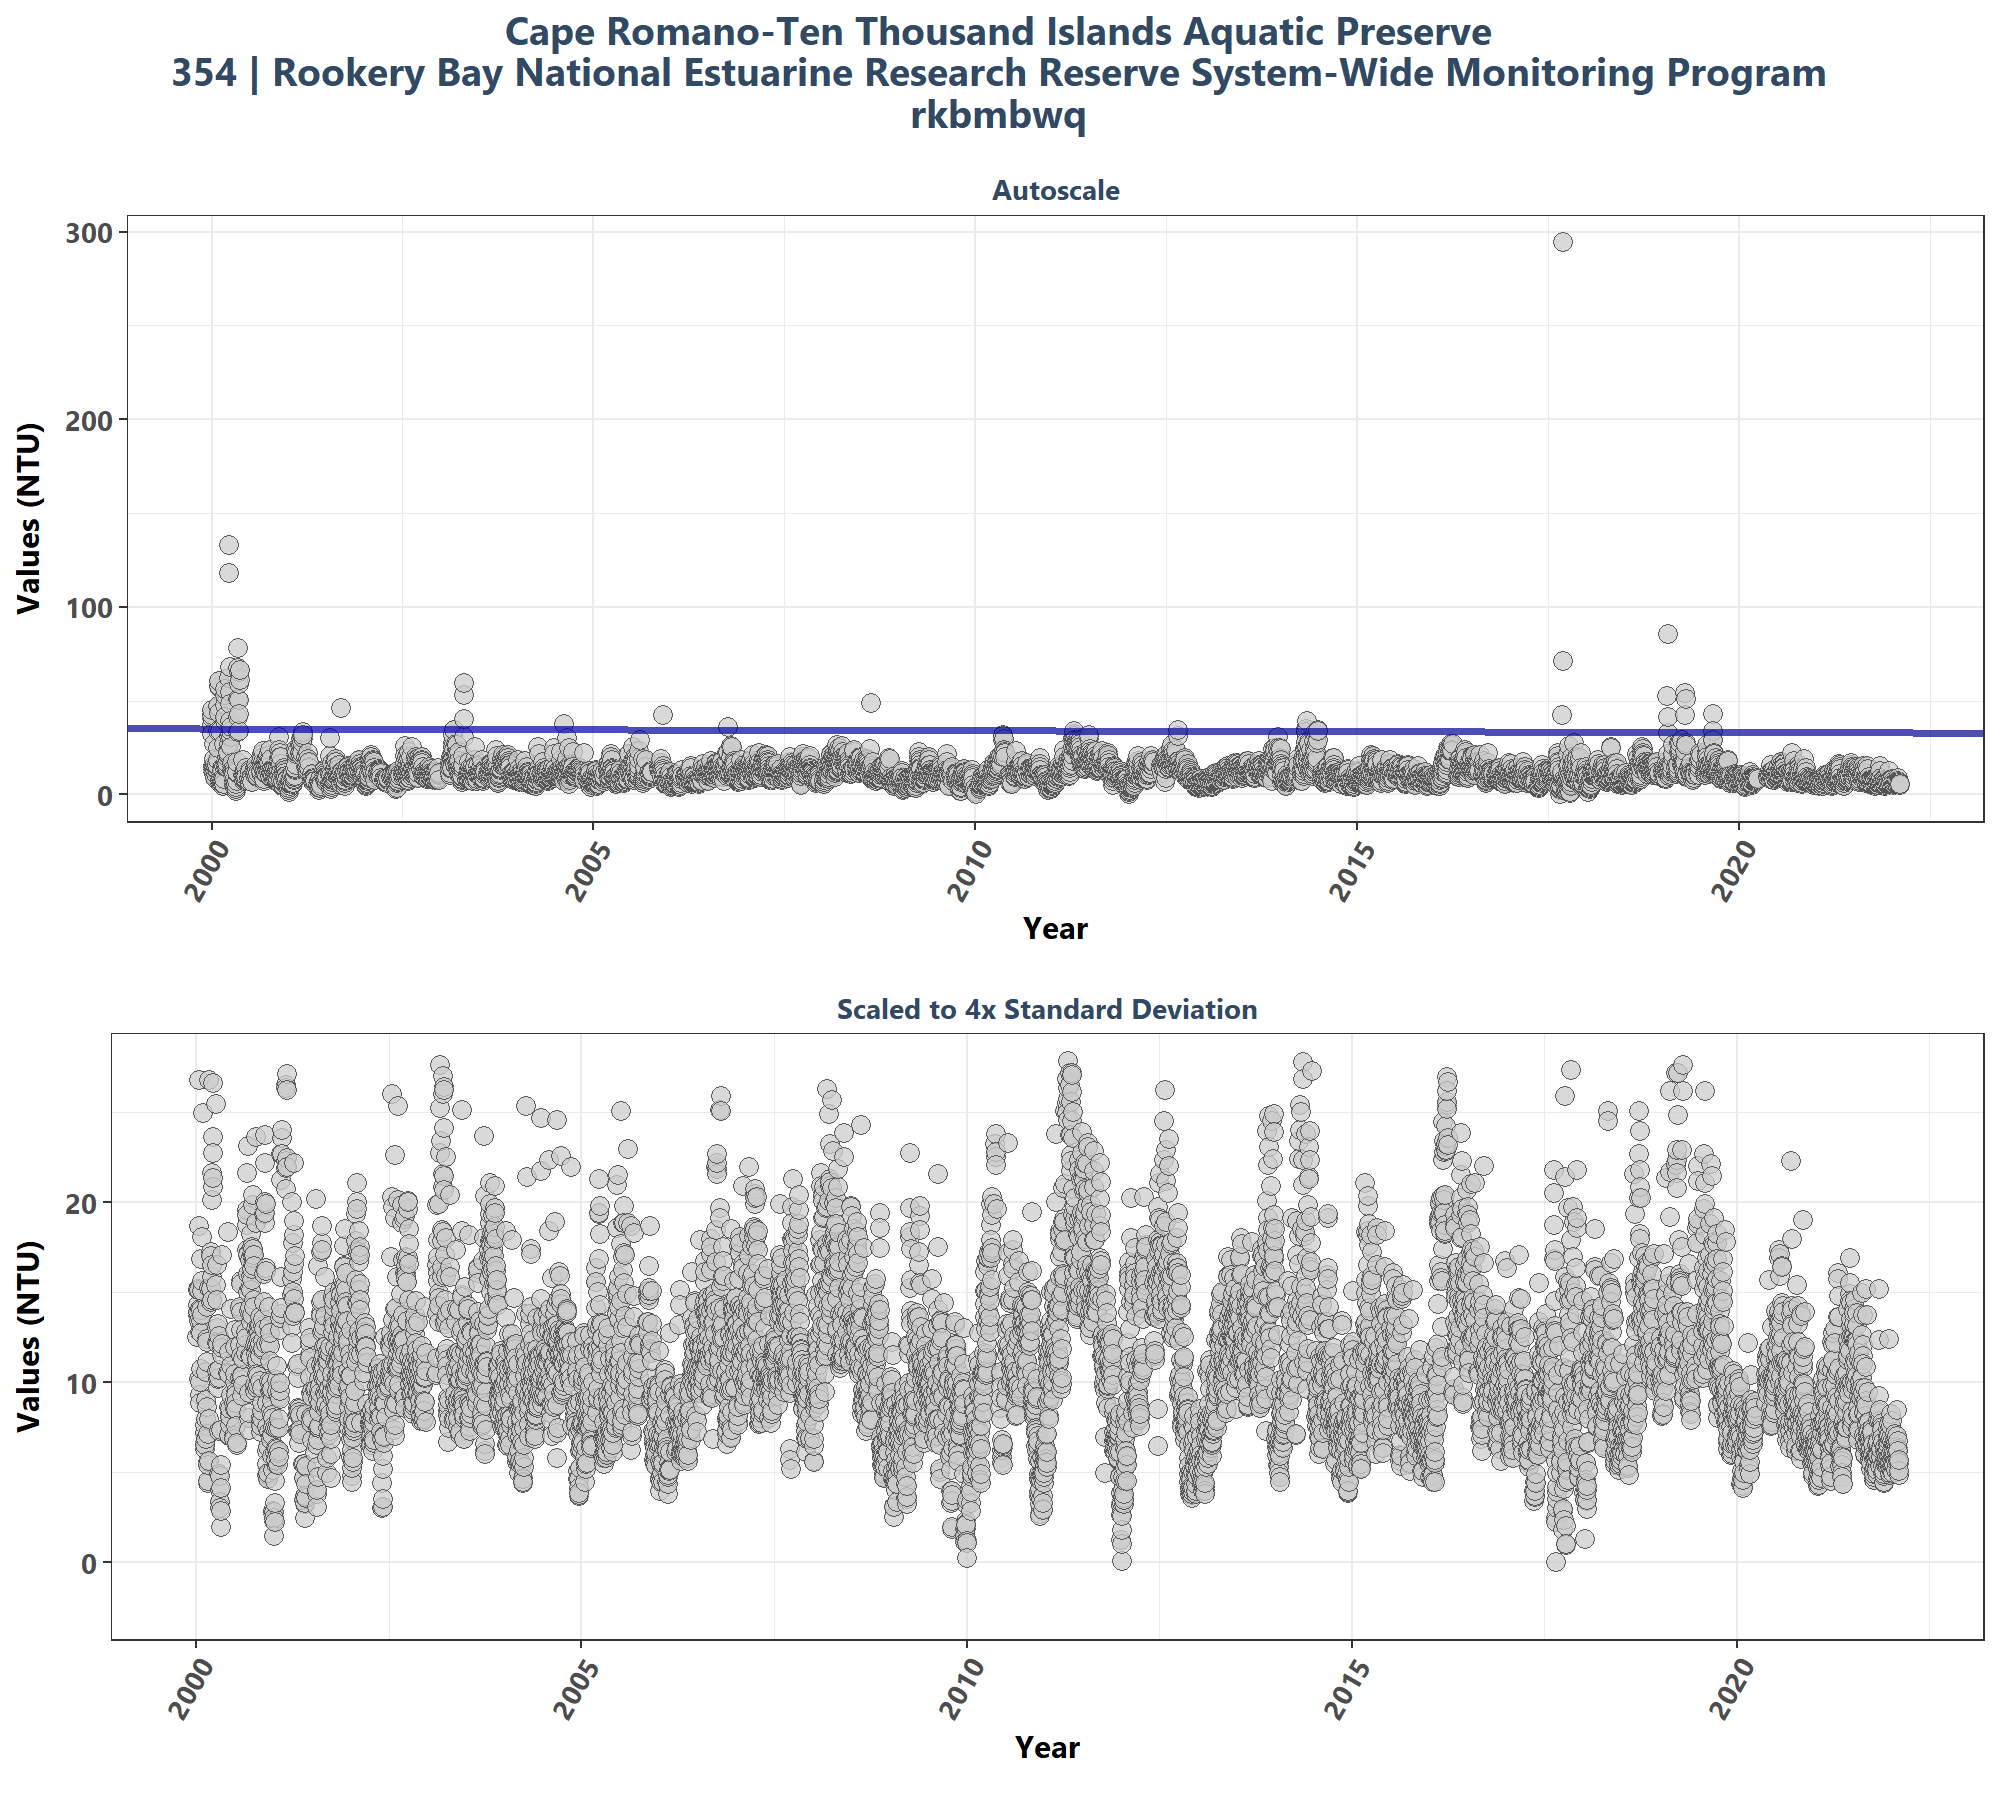 Cape Romano-Ten Thousand Islands Aquatic Preserve
354 | Rookery Bay National Estuarine Research Reserve System-Wide Monitoring Program
rkbmbwq
Autoscale
Values (NTU)
300
200
100
0
2000
2005
2010
2015
2020
Year
Scaled to 4x Standard Deviation
Values (NTU)
20
10
0
2000
2005
2010
2015
2020
Year